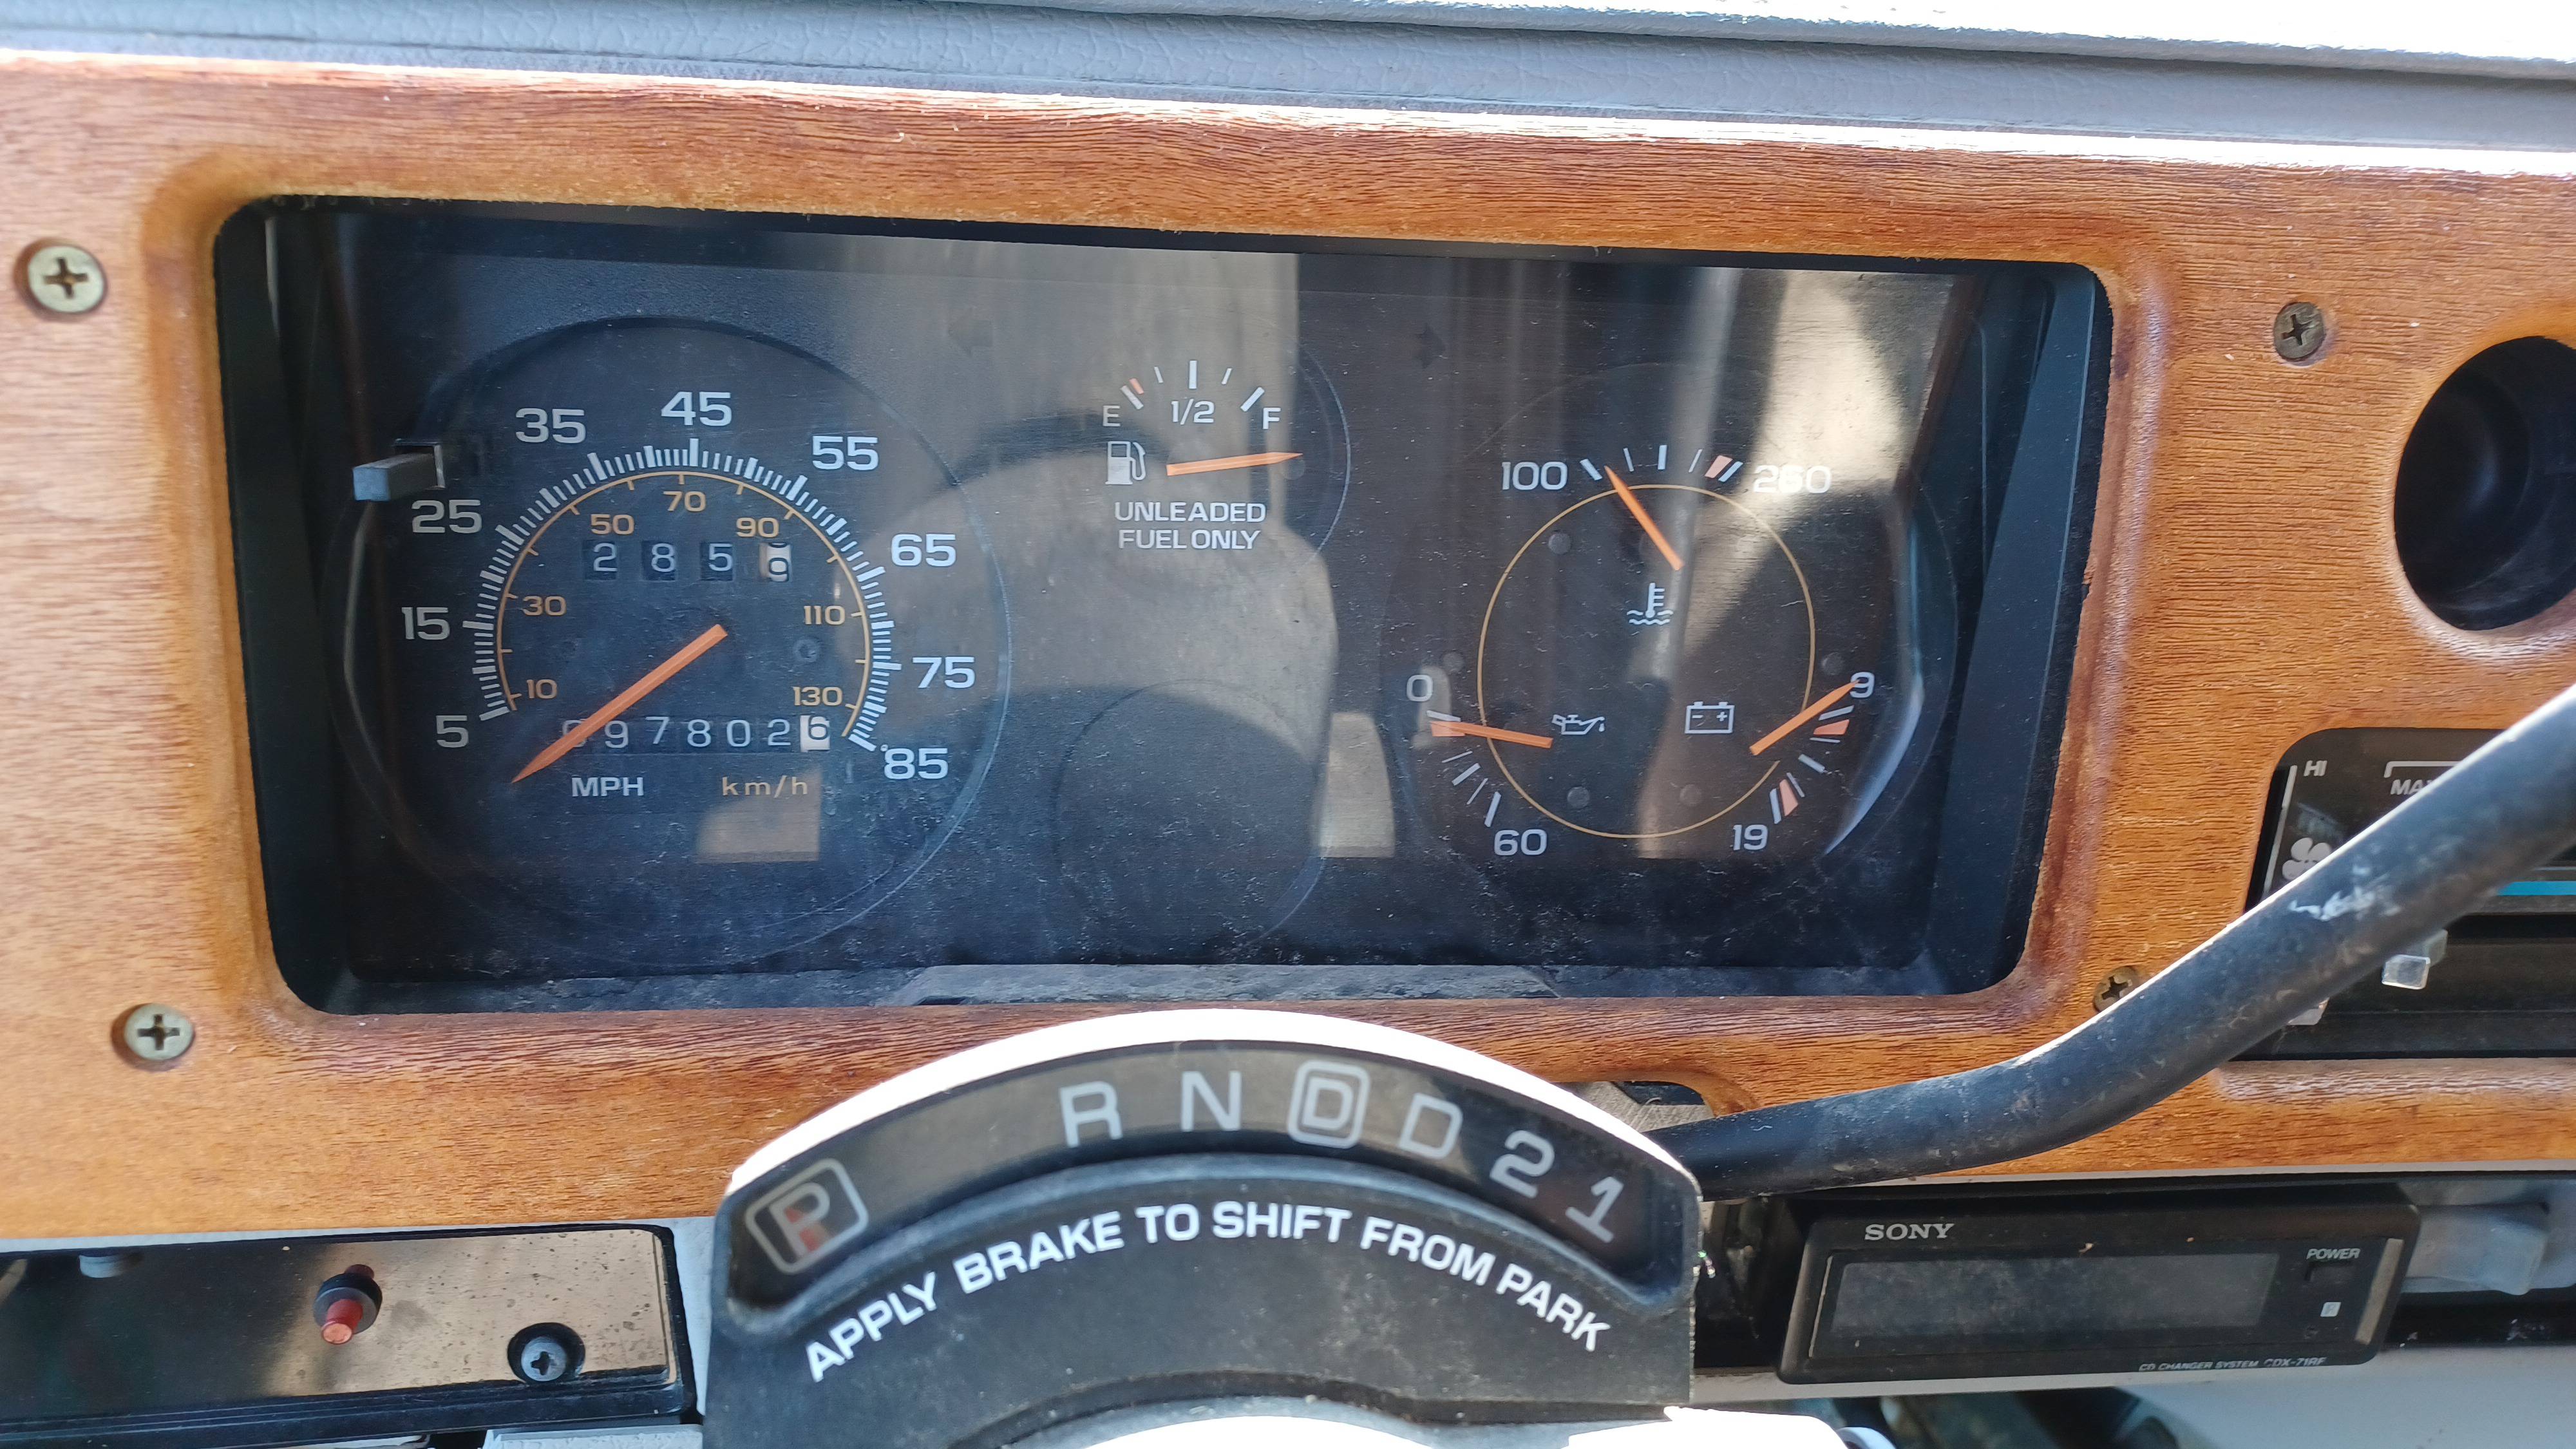 45
35
55
25
65
15
75
5
85
70
50
90
30
110
10
130
2 8 5 9
0 9 7 8 0 2 6
MPH km/h
E 1/2 F
UNLEADED
FUEL ONLY
100 260
0 9
60 19
HI
P R N D D 2 1
APPLY BRAKE TO SHIFT FROM PARK
SONY
POWER
CD CHANGER SYSTEM CDX-71RF